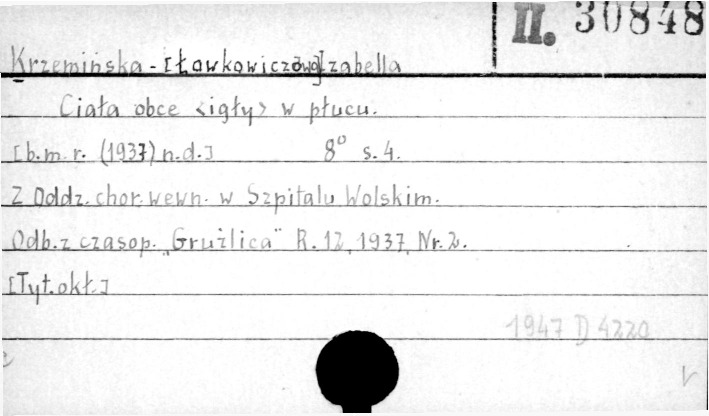 II. 30848
Krzemińska-[Ławkowiczowa]Izabella
Ciała obce <igły> w płucu.
[b.m. r. (1937) n.d.] 8° s. 4.
Z Oddz. chor. wewn. w Szpitalu Wolskim.
Odb. z czasop. „Gruźlica" R. 12, 1937, Nr. 2.
[Tyt. okł.]
1947 D 4220